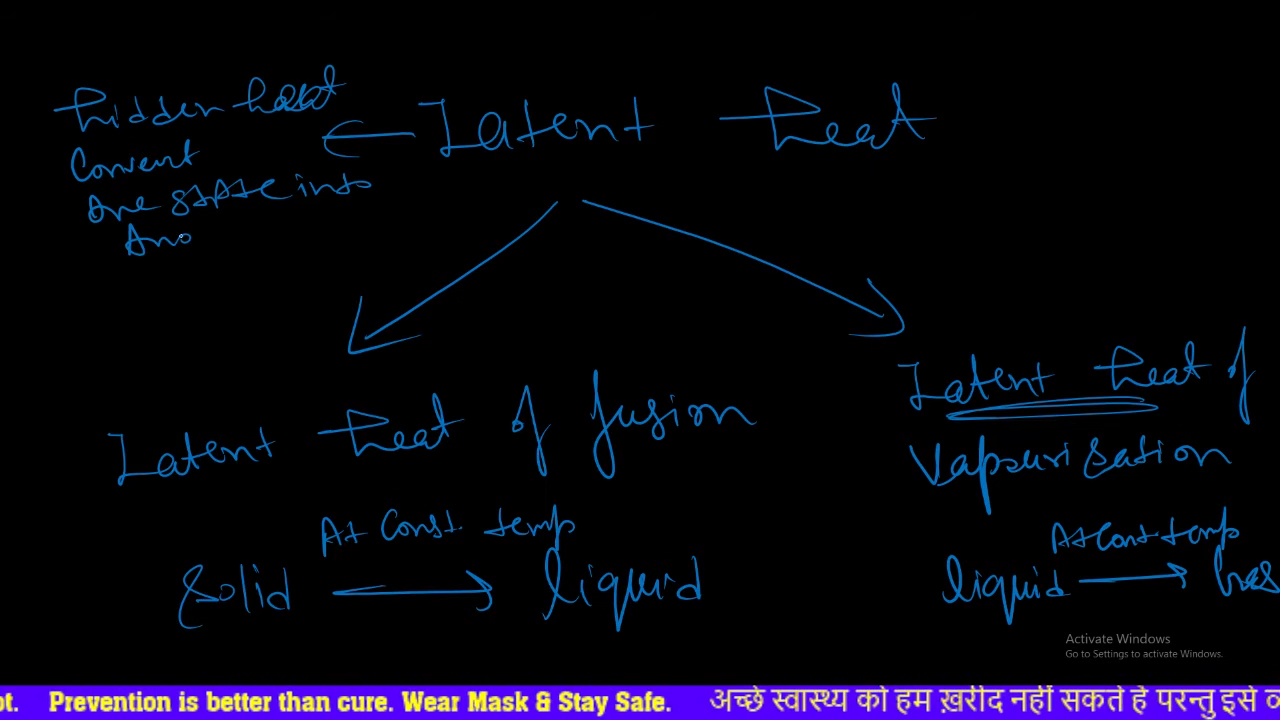 Latent heat
hidden heat
Convert
One state into
Ano
Latent heat of fusion
At Const. temp
Solid → liquid
Latent heat of
Vapourisation
At Const. temp
liquid → Gas
Activate Windows
Go to Settings to activate Windows.
ot. Prevention is better than cure. Wear Mask & Stay Safe. अच्छे स्वास्थ्य को हम ख़रीद नहीं सकते है परन्तु इसे